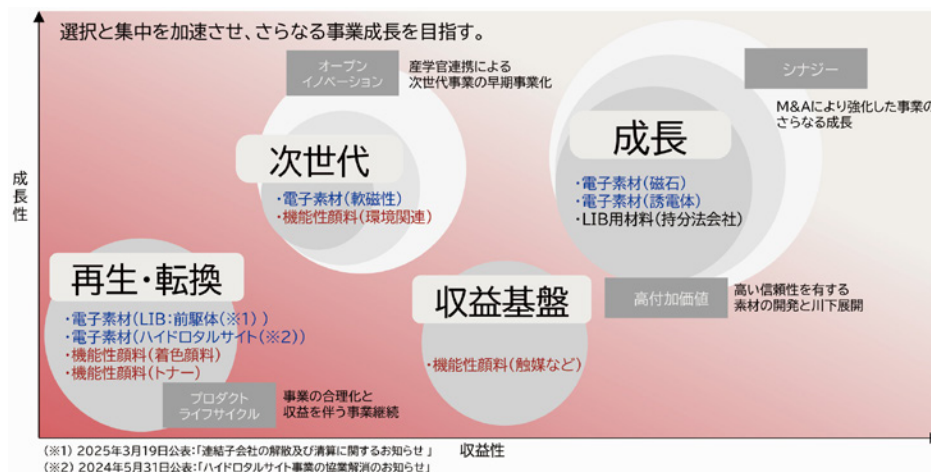 選択と集中を加速させ、さらなる事業成長を目指す。
オープン
イノベーション
産学官連携による
次世代事業の早期事業化
シナジー
M&Aにより強化した事業の
さらなる成長
次世代
・電子素材(軟磁性)
・機能性顔料(環境関連)
成長
・電子素材(磁石)
・電子素材(誘電体)
・LIB用材料(持分法会社)
成長性
再生・転換
・電子素材(LIB:前駆体(※1))
・電子素材(ハイドロタルサイト(※2))
・機能性顔料(着色顔料)
・機能性顔料(トナー)
収益基盤
・機能性顔料(触媒など)
高付加価値
高い信頼性を有する
素材の開発と川下展開
プロダクト
ライフサイクル
事業の合理化と
収益を伴う事業継続
収益性
(※1) 2025年3月19日公表:「連結子会社の解散及び清算に関するお知らせ」
(※2) 2024年5月31日公表:「ハイドロタルサイト事業の協業解消のお知らせ」